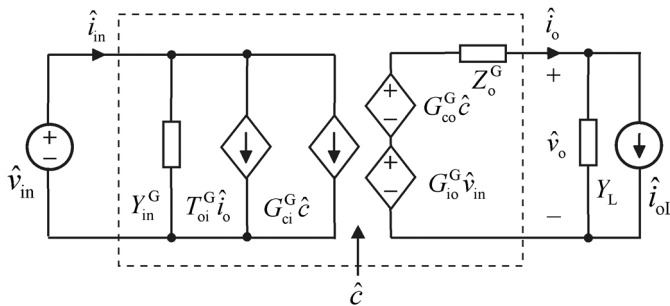 î_in
î_o
+
−
v̂_in
Y_in^G
T_oi^G î_o
G_ci^G ĉ
+
−
G_co^G ĉ
+
−
G_io^G v̂_in
Z_o^G
+
v̂_o
−
Y_L
î_oI
ĉ